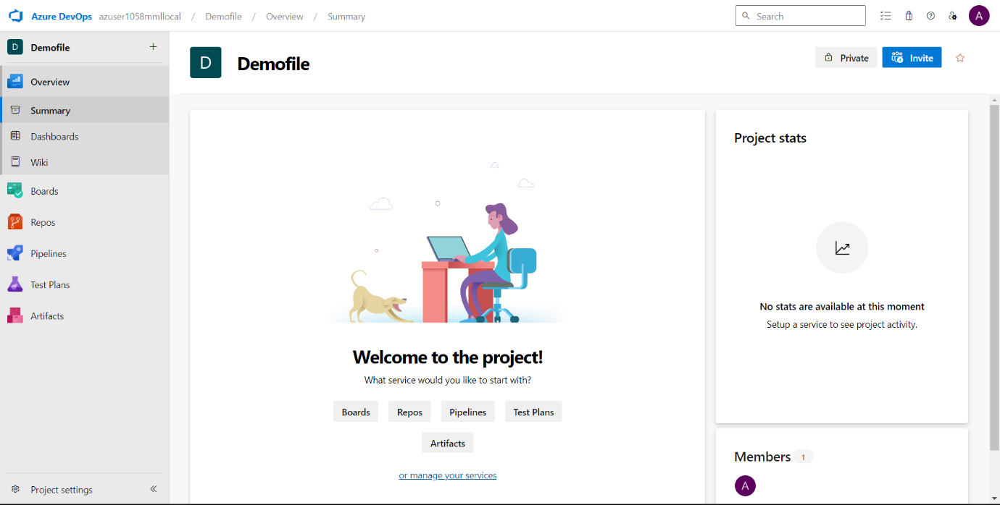 Azure DevOps azuser1058mmllocal / Demofile / Overview / Summary
Search
A
D Demofile +
Overview
Summary
Dashboards
Wiki
Boards
Repos
Pipelines
Test Plans
Artifacts
Project settings
D Demofile
Private
Invite
Welcome to the project!
What service would you like to start with?
Boards Repos Pipelines Test Plans
Artifacts
or manage your services
Project stats
No stats are available at this moment
Setup a service to see project activity.
Members 1
A